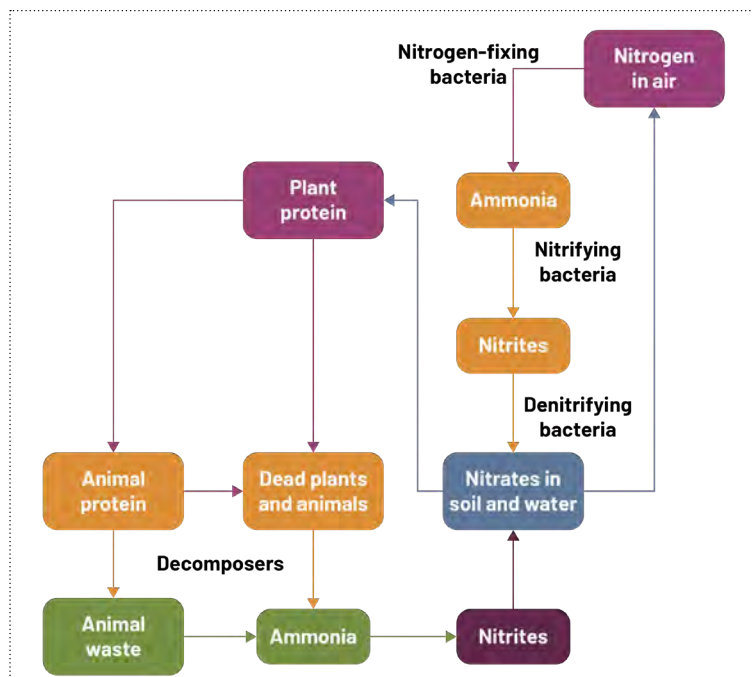 Nitrogen-fixing
bacteria
Nitrogen
in air
Plant
protein
Ammonia
Nitrifying
bacteria
Nitrites
Denitrifying
bacteria
Animal
protein
Dead plants
and animals
Nitrates in
soil and water
Decomposers
Animal
waste
Ammonia
Nitrites